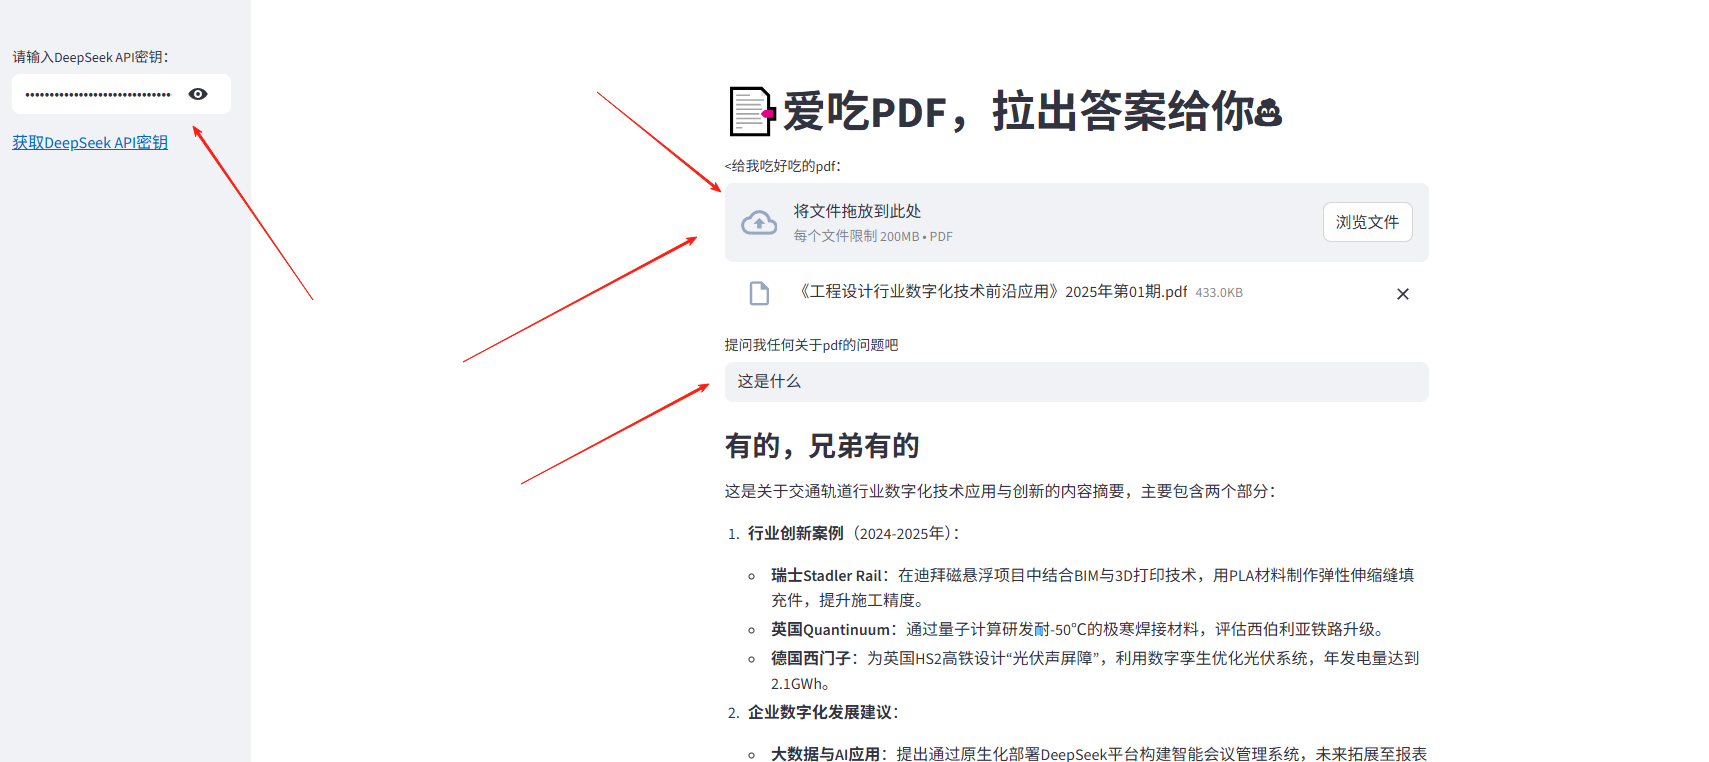 请输入DeepSeek API密钥：
••••••••••••••••••••••••••••••
获取DeepSeek API密钥
爱吃PDF，拉出答案给你
<给我吃好吃的pdf：
将文件拖放到此处
每个文件限制 200MB • PDF
浏览文件
《工程设计行业数字化技术前沿应用》2025年第01期.pdf 433.0KB
提问我任何关于pdf的问题吧
这是什么
有的，兄弟有的
这是关于交通轨道行业数字化技术应用与创新的内容摘要，主要包含两个部分：
1. 行业创新案例（2024-2025年）：
瑞士Stadler Rail：在迪拜磁悬浮项目中结合BIM与3D打印技术，用PLA材料制作弹性伸缩缝填
充件，提升施工精度。
英国Quantinuum：通过量子计算研发耐-50℃的极寒焊接材料，评估西伯利亚铁路升级。
德国西门子：为英国HS2高铁设计“光伏声屏障”，利用数字孪生优化光伏系统，年发电量达到
2.1GWh。
2. 企业数字化发展建议：
大数据与AI应用：提出通过原生化部署DeepSeek平台构建智能会议管理系统，未来拓展至报表